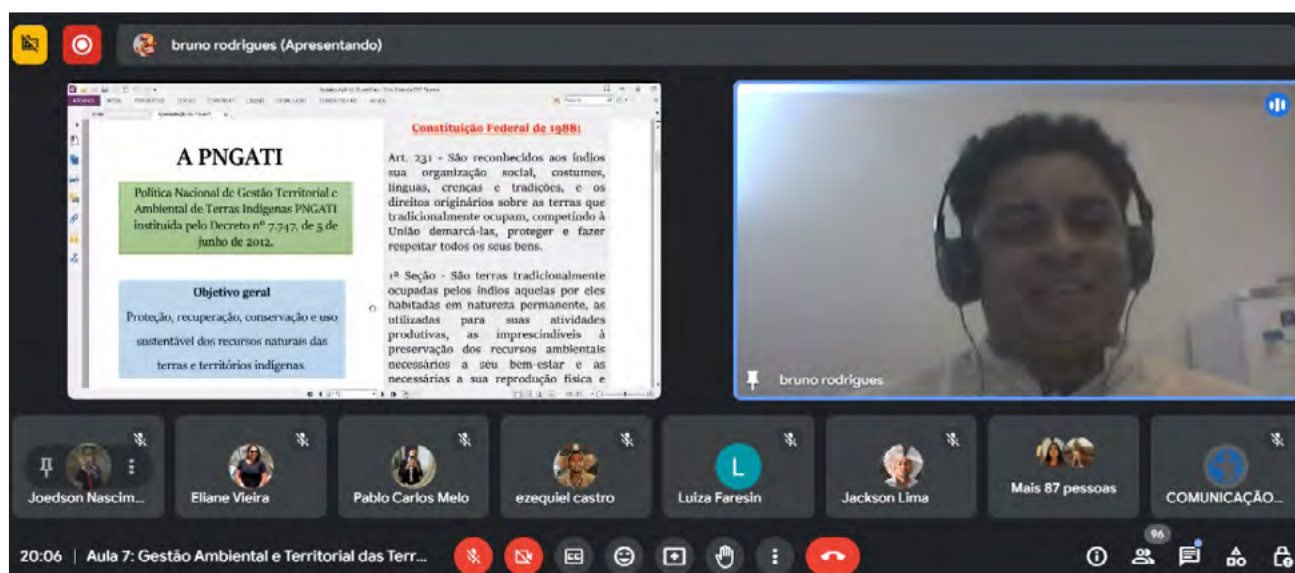 bruno rodrigues (Apresentando)
A PNGATI
Política Nacional de Gestão Territorial e
Ambiental de Terras Indígenas PNGATI
instituída pelo Decreto nº 7.747, de 5 de
junho de 2012.
Objetivo geral
Proteção, recuperação, conservação e uso
sustentável dos recursos naturais das
terras e territórios indígenas.
Constituição Federal de 1988:
Art. 231 - São reconhecidos aos índios
sua organização social, costumes,
línguas, crenças e tradições, e os
direitos originários sobre as terras que
tradicionalmente ocupam, competindo à
União demarcá-las, proteger e fazer
respeitar todos os seus bens.
1ª Seção - São terras tradicionalmente
ocupadas pelos índios aquelas por eles
habitadas em natureza permanente, as
utilizadas para suas atividades
produtivas, as imprescindíveis à
preservação dos recursos ambientais
necessários a seu bem-estar e as
necessárias a sua reprodução física e
bruno rodrigues
Joedson Nascim...
Eliane Vieira
Pablo Carlos Melo
ezequiel castro
L
Luiza Faresin
Jackson Lima
Mais 87 pessoas
COMUNICAÇÃO...
20:06 | Aula 7: Gestão Ambiental e Territorial das Terr...
CC
96